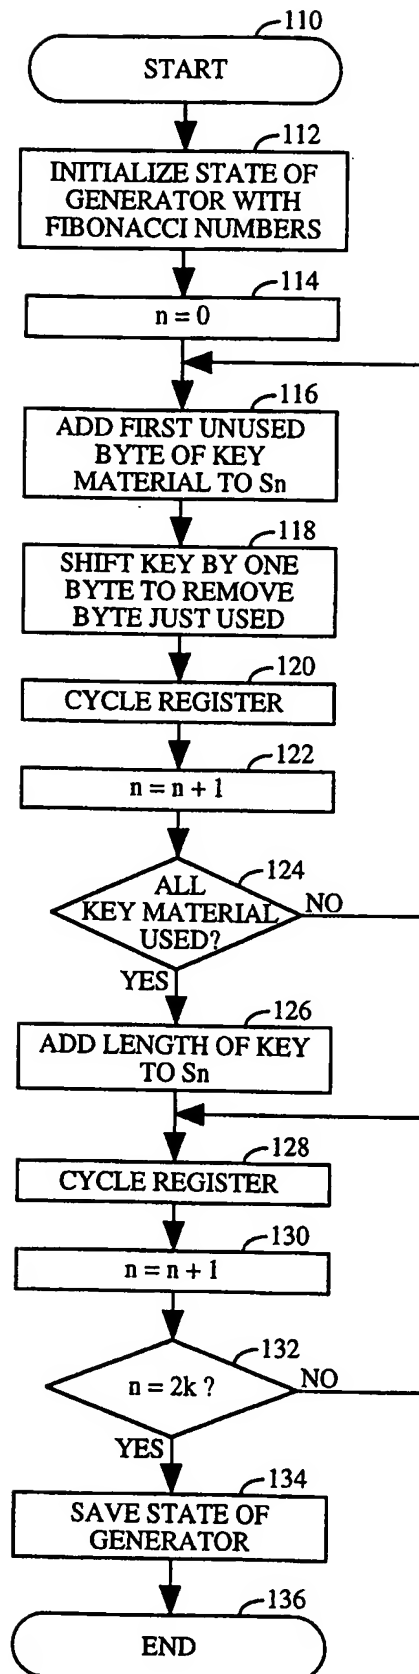 110
START
112
INITIALIZE STATE OF
GENERATOR WITH
FIBONACCI NUMBERS
114
n = 0
116
ADD FIRST UNUSED
BYTE OF KEY
MATERIAL TO Sn
118
SHIFT KEY BY ONE
BYTE TO REMOVE
BYTE JUST USED
120
CYCLE REGISTER
122
n = n + 1
124
ALL
KEY MATERIAL
USED?
NO
YES
126
ADD LENGTH OF KEY
TO Sn
128
CYCLE REGISTER
130
n = n + 1
132
n = 2k ?
NO
YES
134
SAVE STATE OF
GENERATOR
136
END